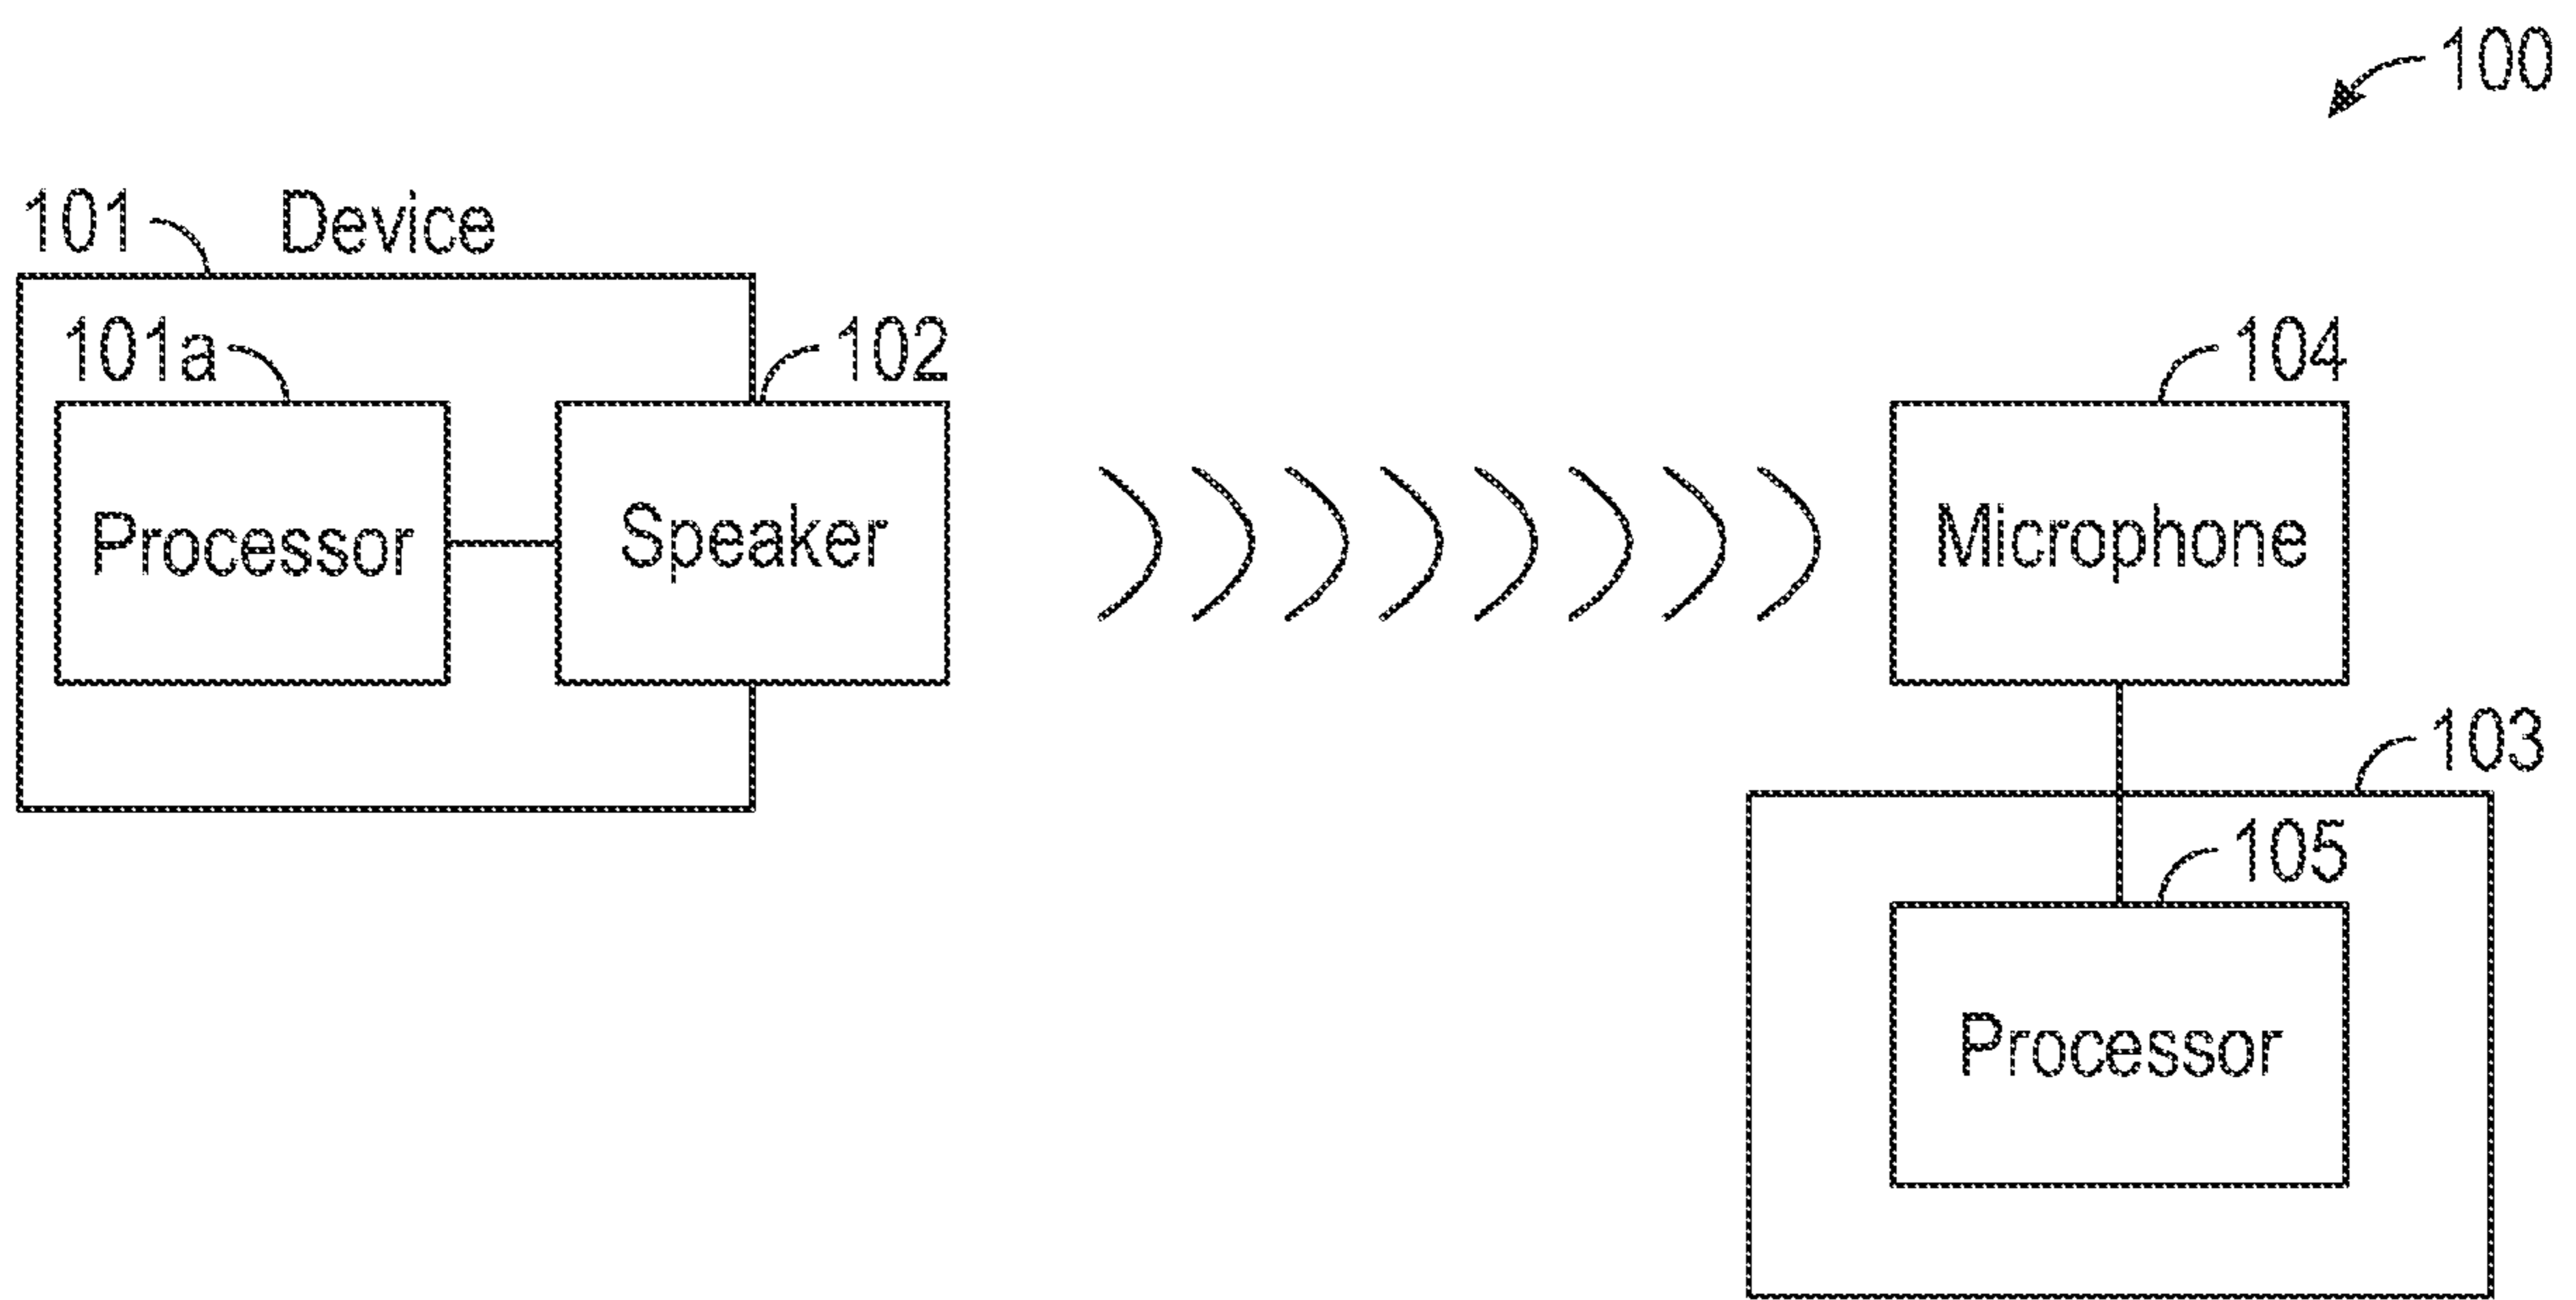 100
101 Device
101a 102 104
Processor Speaker Microphone
103
105
Processor